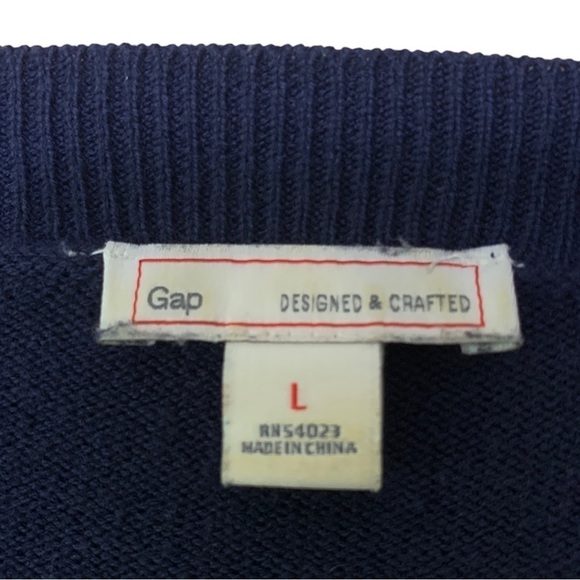 Gap DESIGNED & CRAFTED
L
RN54023
MADE IN CHINA